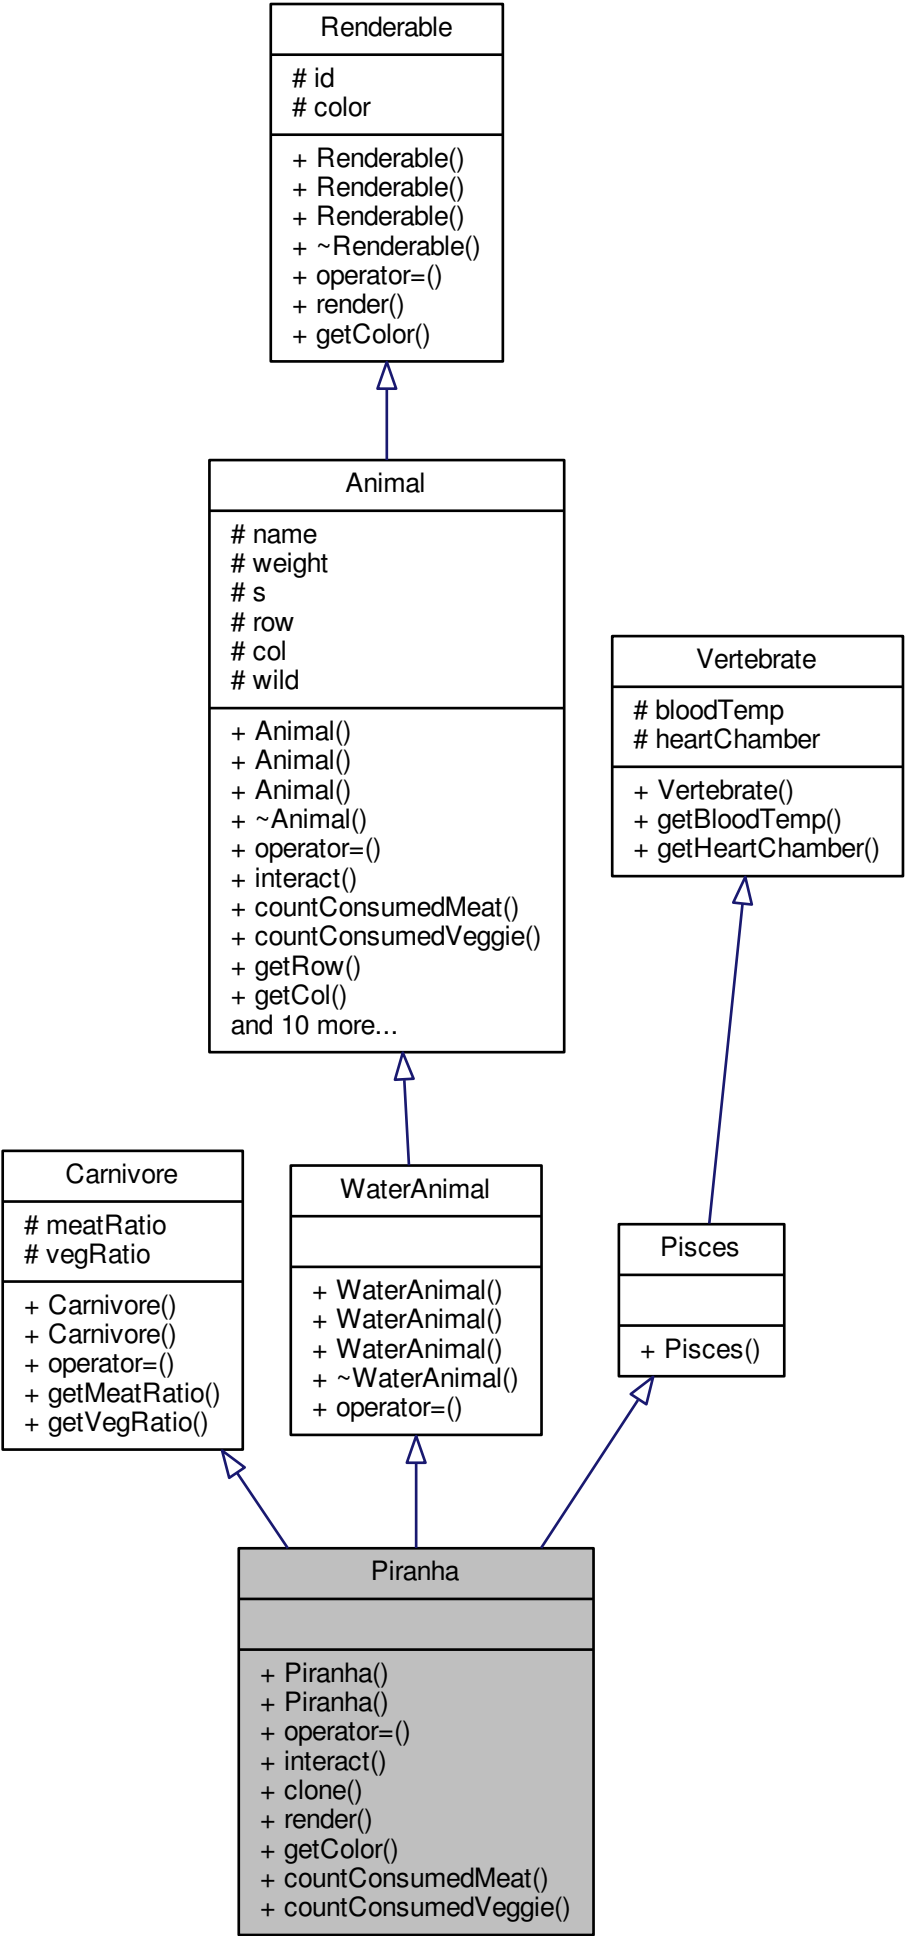 Renderable
# id
# color
+ Renderable()
+ Renderable()
+ Renderable()
+ ~Renderable()
+ operator=()
+ render()
+ getColor()
Animal
# name
# weight
# s
# row
# col
# wild
+ Animal()
+ Animal()
+ Animal()
+ ~Animal()
+ operator=()
+ interact()
+ countConsumedMeat()
+ countConsumedVeggie()
+ getRow()
+ getCol()
and 10 more...
Vertebrate
# bloodTemp
# heartChamber
+ Vertebrate()
+ getBloodTemp()
+ getHeartChamber()
Carnivore
# meatRatio
# vegRatio
+ Carnivore()
+ Carnivore()
+ operator=()
+ getMeatRatio()
+ getVegRatio()
WaterAnimal
+ WaterAnimal()
+ WaterAnimal()
+ WaterAnimal()
+ ~WaterAnimal()
+ operator=()
Pisces
+ Pisces()
Piranha
+ Piranha()
+ Piranha()
+ operator=()
+ interact()
+ clone()
+ render()
+ getColor()
+ countConsumedMeat()
+ countConsumedVeggie()